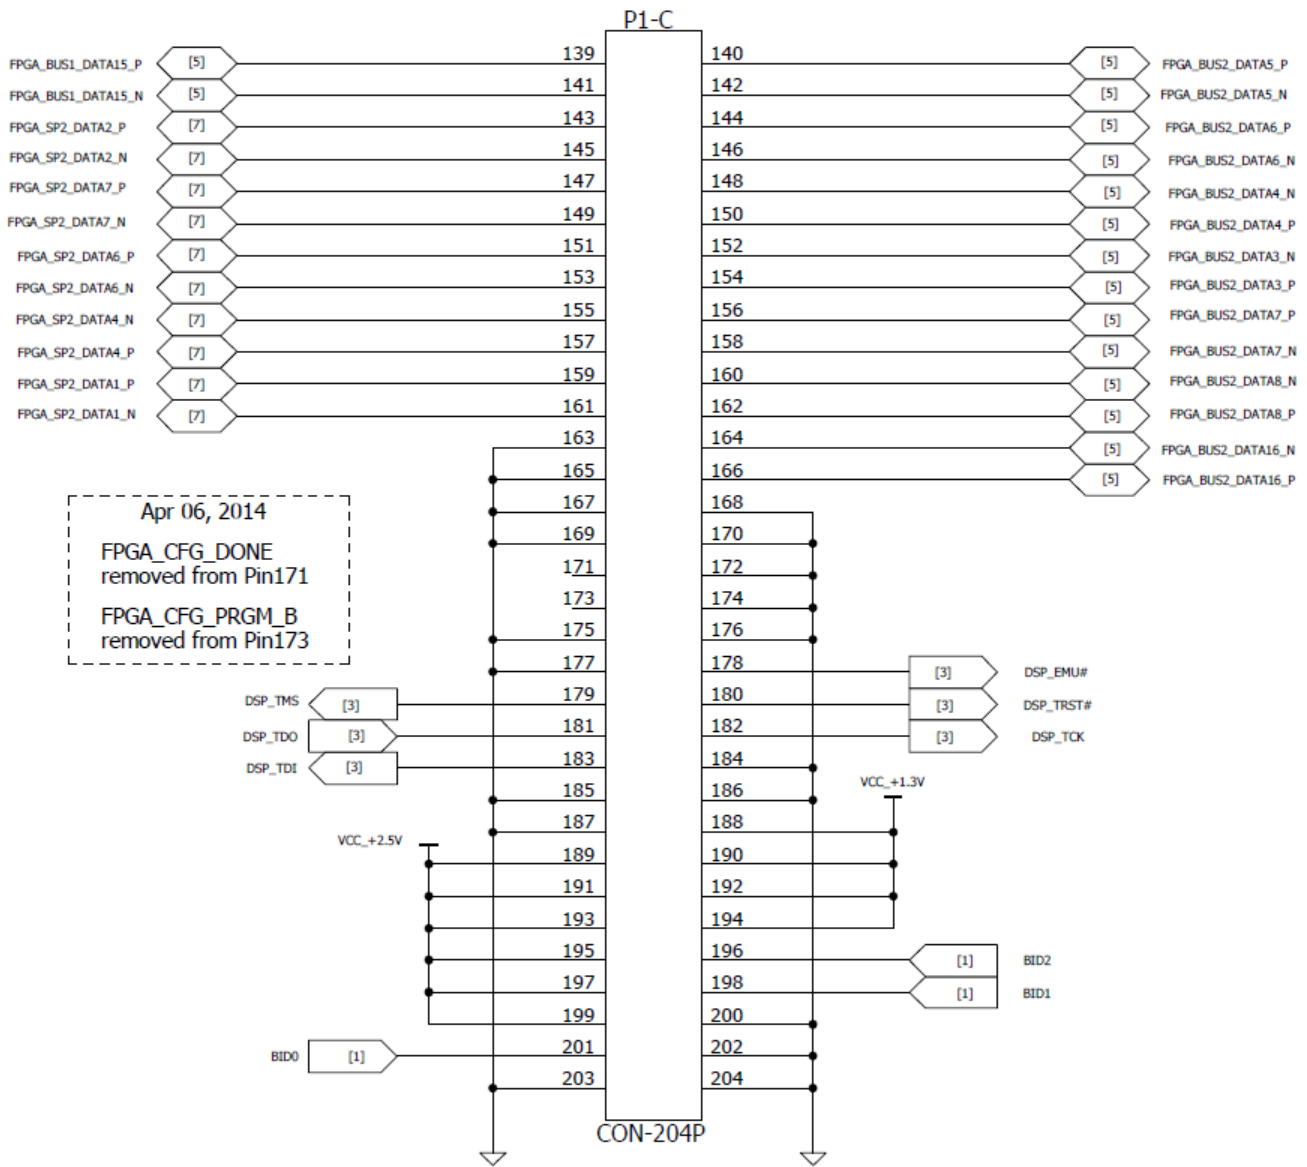 P1-C
FPGA_BUS1_DATA15_P [5] 139 140 [5] FPGA_BUS2_DATA5_P
FPGA_BUS1_DATA15_N [5] 141 142 [5] FPGA_BUS2_DATA5_N
FPGA_SP2_DATA2_P [7] 143 144 [5] FPGA_BUS2_DATA6_P
FPGA_SP2_DATA2_N [7] 145 146 [5] FPGA_BUS2_DATA6_N
FPGA_SP2_DATA7_P [7] 147 148 [5] FPGA_BUS2_DATA4_N
FPGA_SP2_DATA7_N [7] 149 150 [5] FPGA_BUS2_DATA4_P
FPGA_SP2_DATA6_P [7] 151 152 [5] FPGA_BUS2_DATA3_N
FPGA_SP2_DATA6_N [7] 153 154 [5] FPGA_BUS2_DATA3_P
FPGA_SP2_DATA4_N [7] 155 156 [5] FPGA_BUS2_DATA7_P
FPGA_SP2_DATA4_P [7] 157 158 [5] FPGA_BUS2_DATA7_N
FPGA_SP2_DATA1_P [7] 159 160 [5] FPGA_BUS2_DATA8_N
FPGA_SP2_DATA1_N [7] 161 162 [5] FPGA_BUS2_DATA8_P
163 164 [5] FPGA_BUS2_DATA16_N
165 166 [5] FPGA_BUS2_DATA16_P
167 168
169 170
171 172
173 174
175 176
Apr 06, 2014
FPGA_CFG_DONE
removed from Pin171
FPGA_CFG_PRGM_B
removed from Pin173
177 178 [3] DSP_EMU#
DSP_TMS [3] 179 180 [3] DSP_TRST#
DSP_TDO [3] 181 182 [3] DSP_TCK
DSP_TDI [3] 183 184
185 186
VCC_+1.3V
187 188
VCC_+2.5V
189 190
191 192
193 194
195 196 [1] BID2
197 198 [1] BID1
199 200
BID0 [1] 201 202
203 204
CON-204P